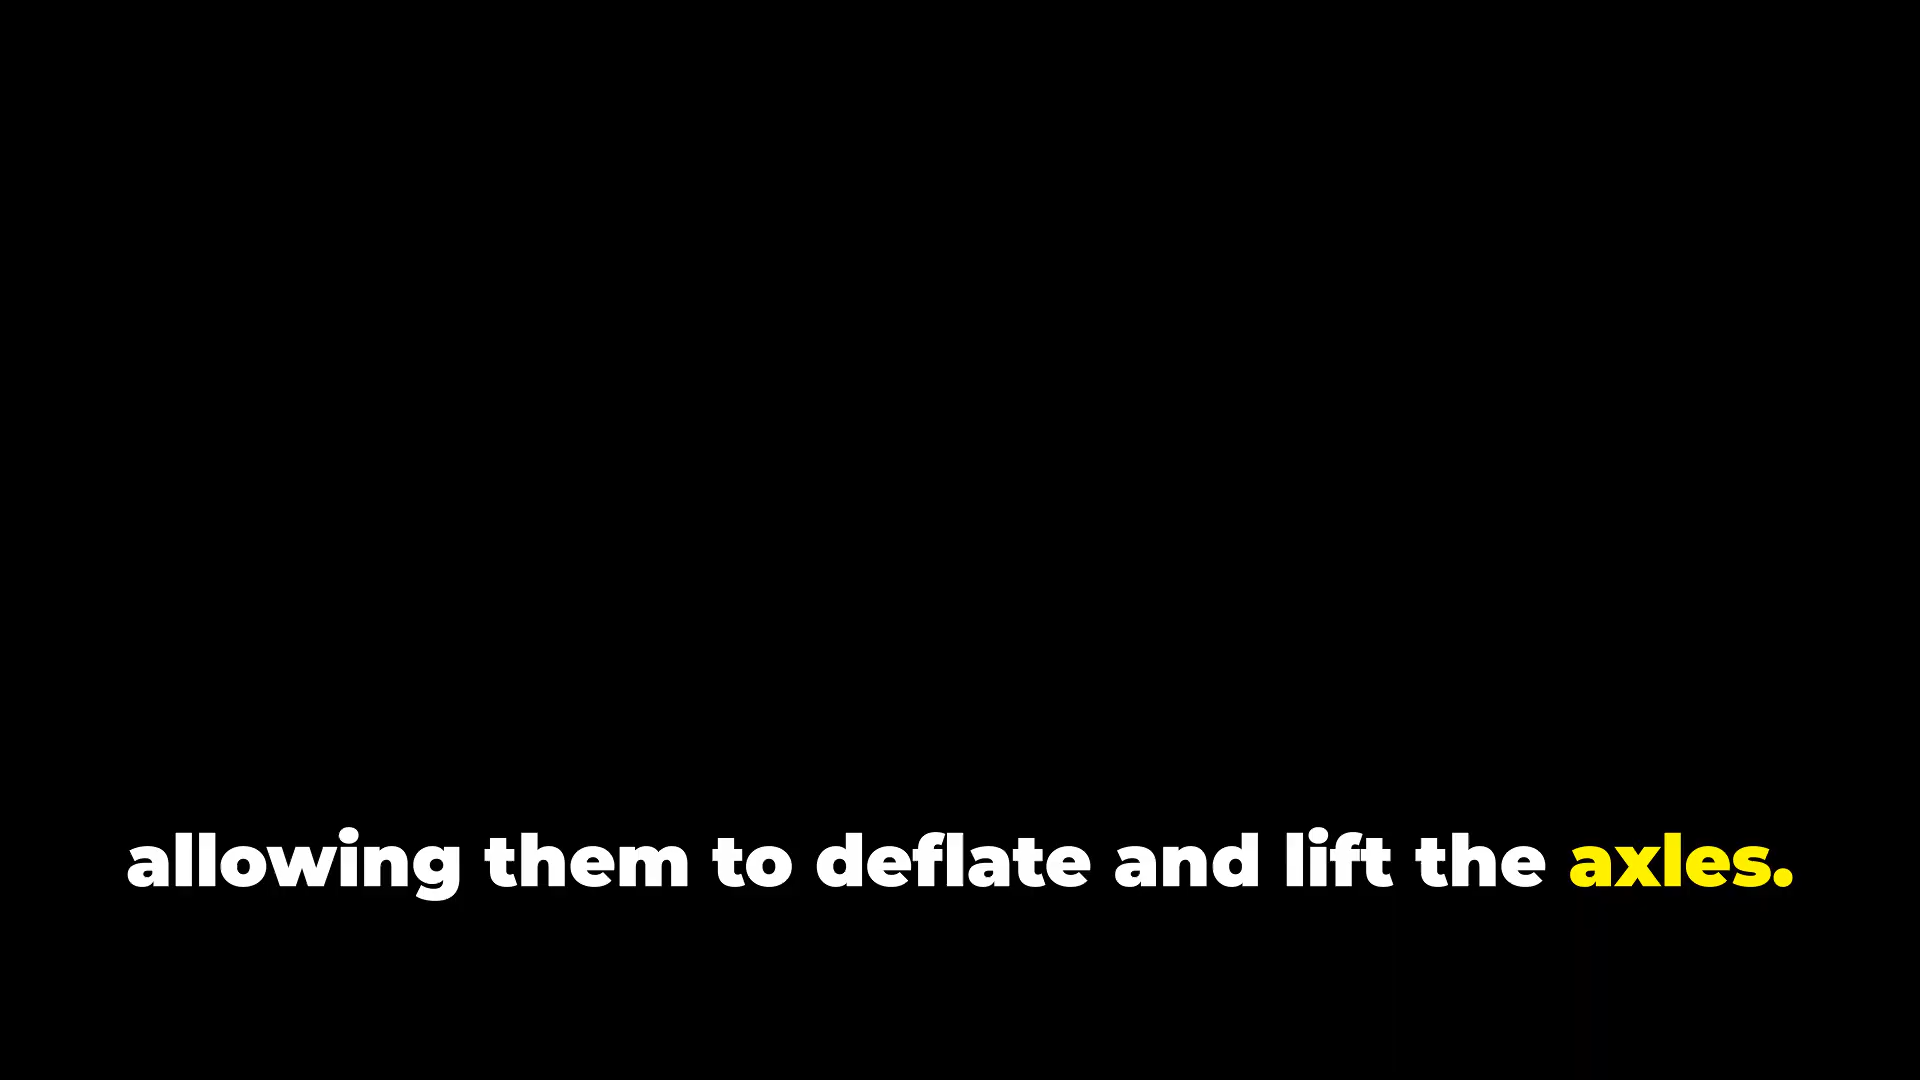 allowing them to deflate and lift the axles.